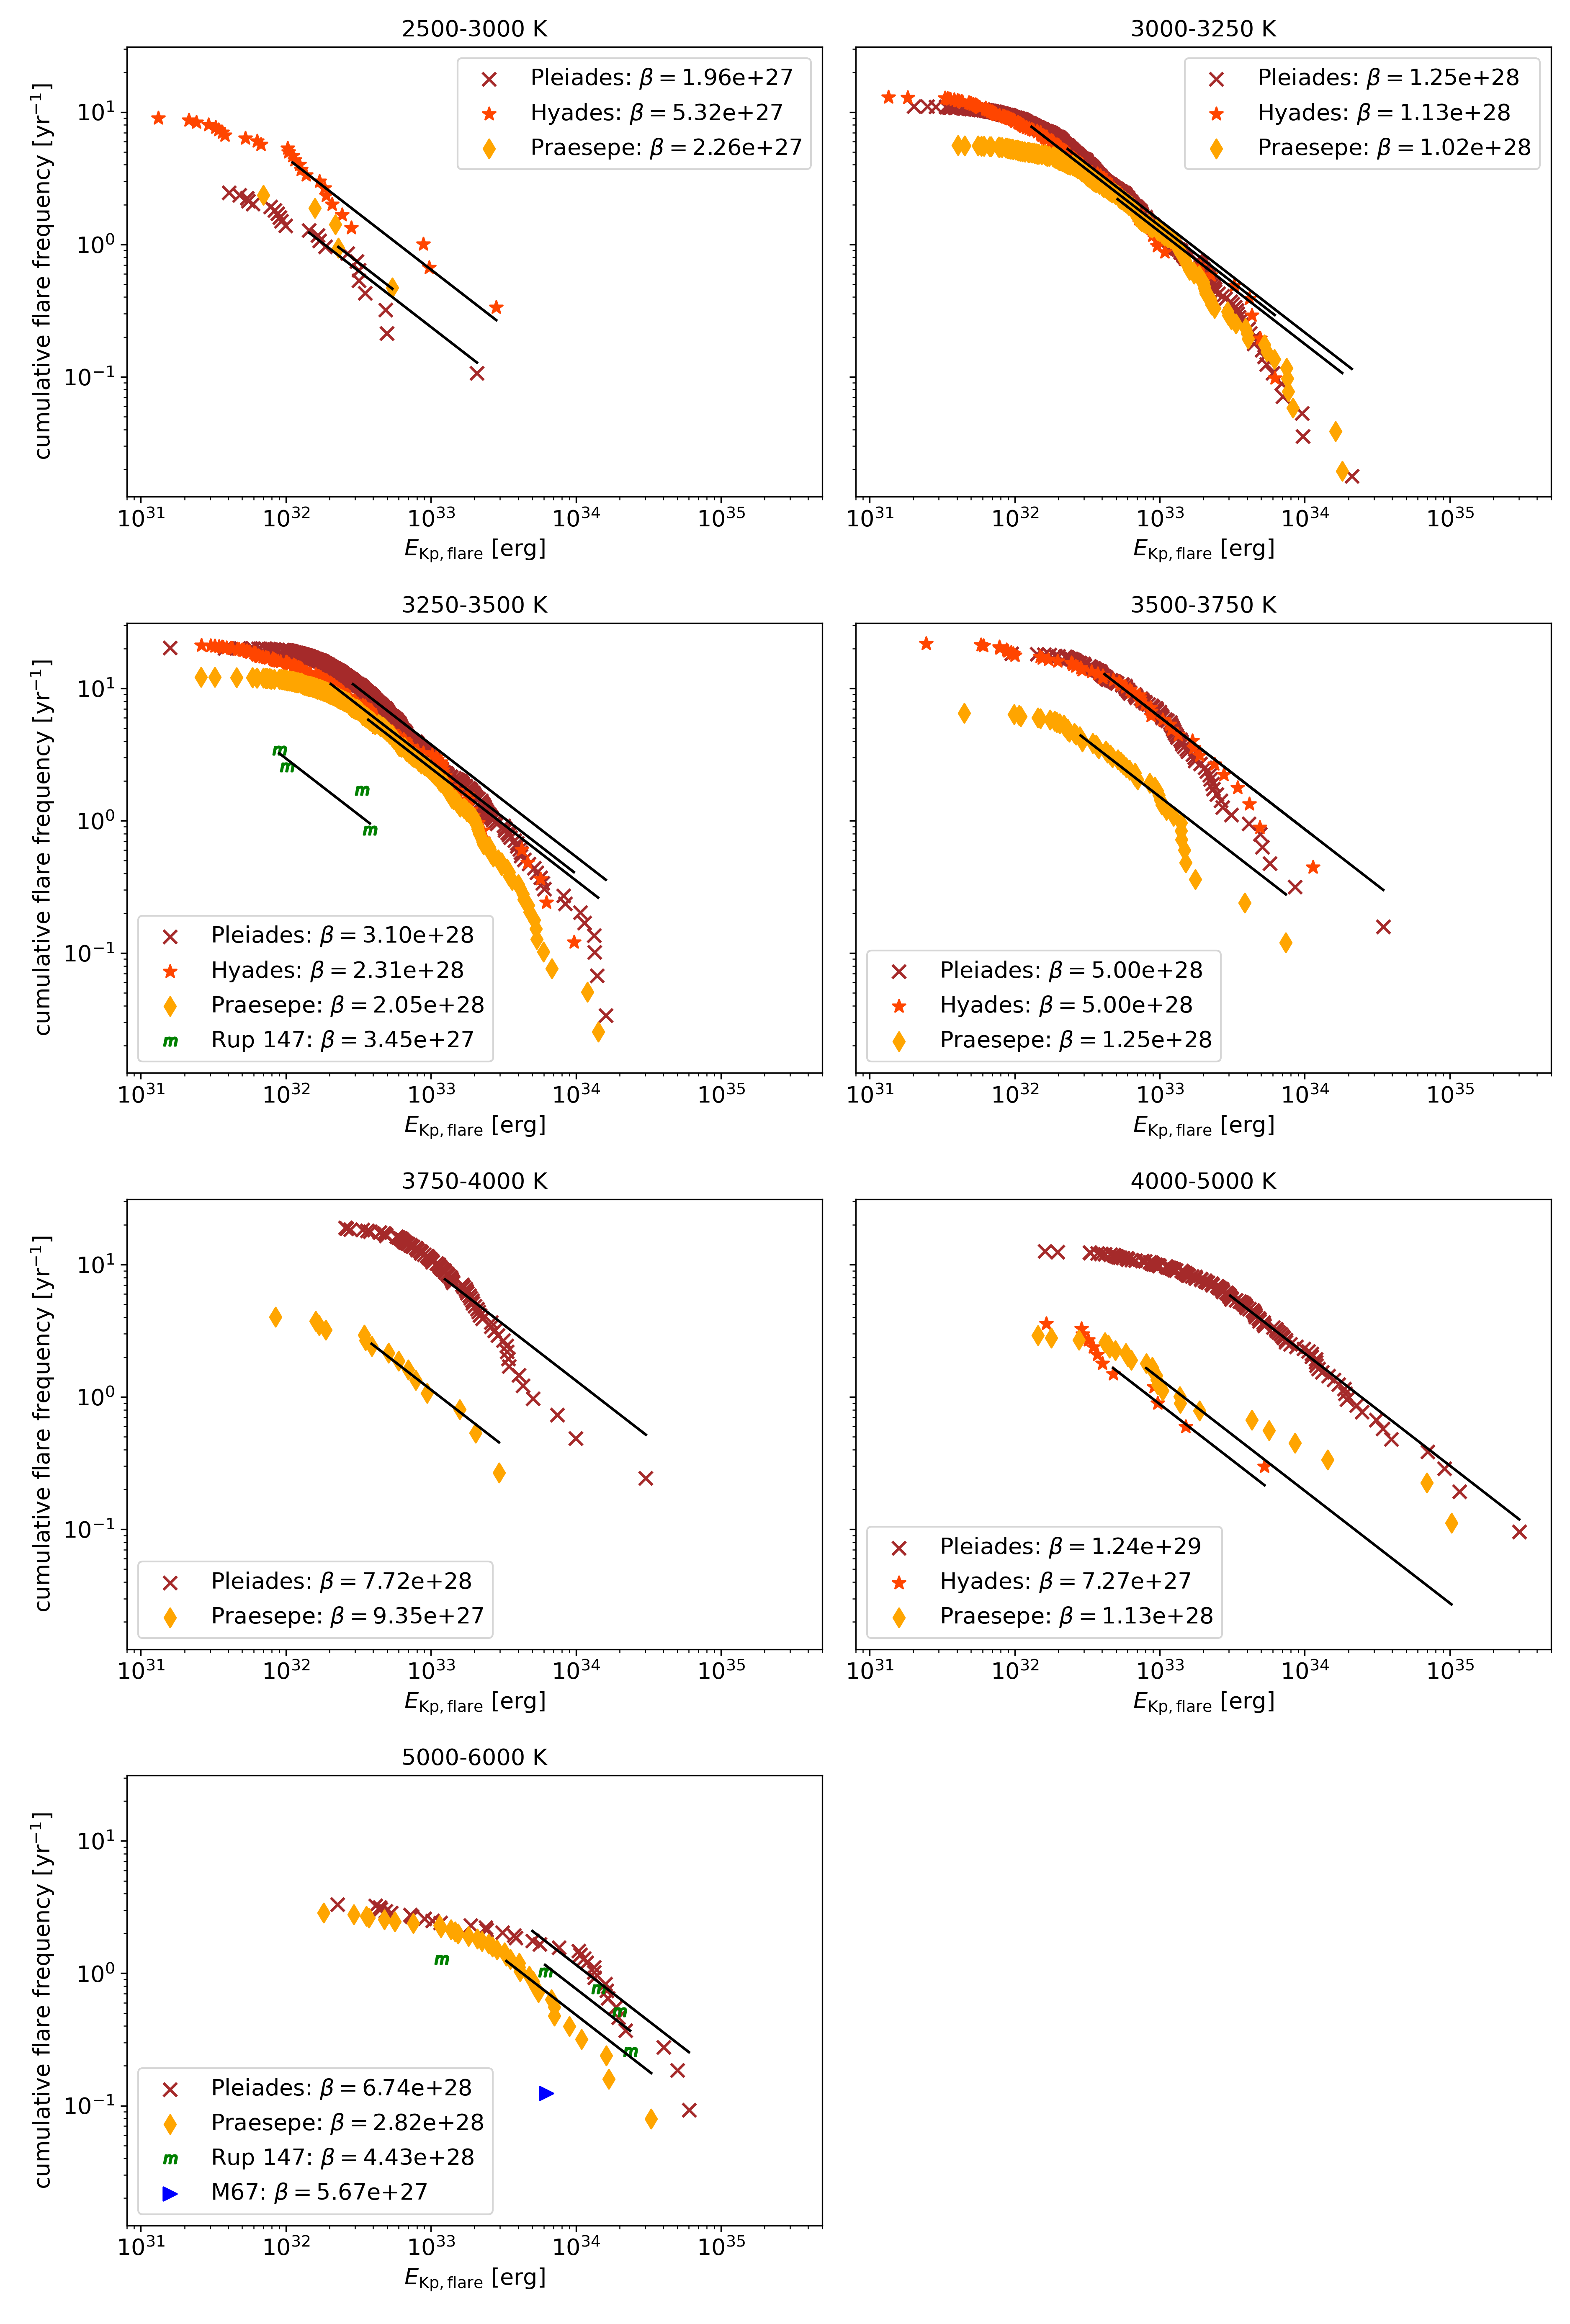 2500-3000 K
Pleiades: β = 1.96e+27
Hyades: β = 5.32e+27
Praesepe: β = 2.26e+27
cumulative flare frequency [yr⁻¹]
10¹
10⁰
10⁻¹
10³¹ 10³² 10³³ 10³⁴ 10³⁵
E_Kp, flare [erg]
3000-3250 K
Pleiades: β = 1.25e+28
Hyades: β = 1.13e+28
Praesepe: β = 1.02e+28
10³¹ 10³² 10³³ 10³⁴ 10³⁵
E_Kp, flare [erg]
3250-3500 K
cumulative flare frequency [yr⁻¹]
10¹
10⁰
10⁻¹
m
m
m
m
Pleiades: β = 3.10e+28
Hyades: β = 2.31e+28
Praesepe: β = 2.05e+28
m Rup 147: β = 3.45e+27
10³¹ 10³² 10³³ 10³⁴ 10³⁵
E_Kp, flare [erg]
3500-3750 K
Pleiades: β = 5.00e+28
Hyades: β = 5.00e+28
Praesepe: β = 1.25e+28
10³¹ 10³² 10³³ 10³⁴ 10³⁵
E_Kp, flare [erg]
3750-4000 K
cumulative flare frequency [yr⁻¹]
10¹
10⁰
10⁻¹
Pleiades: β = 7.72e+28
Praesepe: β = 9.35e+27
10³¹ 10³² 10³³ 10³⁴ 10³⁵
E_Kp, flare [erg]
4000-5000 K
Pleiades: β = 1.24e+29
Hyades: β = 7.27e+27
Praesepe: β = 1.13e+28
10³¹ 10³² 10³³ 10³⁴ 10³⁵
E_Kp, flare [erg]
5000-6000 K
cumulative flare frequency [yr⁻¹]
10¹
10⁰
10⁻¹
m
m
m
m
m
Pleiades: β = 6.74e+28
Praesepe: β = 2.82e+28
m Rup 147: β = 4.43e+28
M67: β = 5.67e+27
10³¹ 10³² 10³³ 10³⁴ 10³⁵
E_Kp, flare [erg]